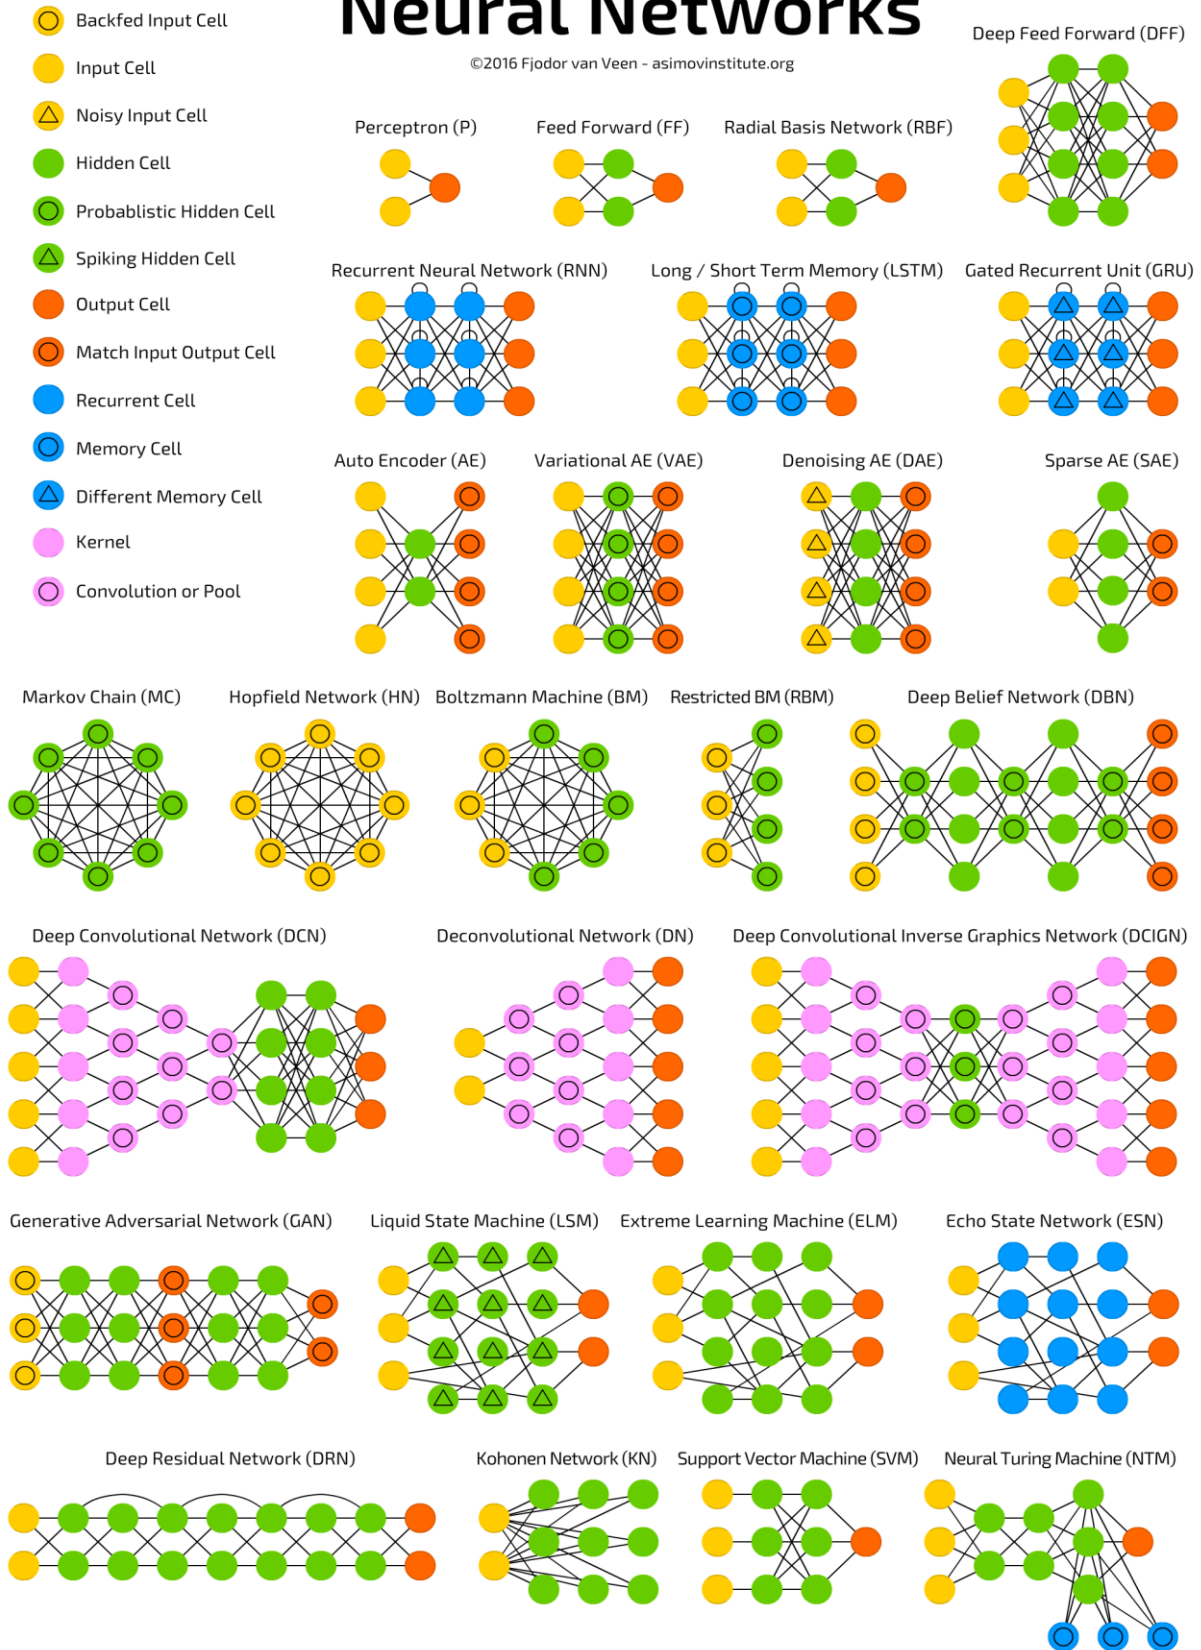 Neural Networks
©2016 Fjodor van Veen - asimovinstitute.org
Backfed Input Cell
Input Cell
Noisy Input Cell
Hidden Cell
Probablistic Hidden Cell
Spiking Hidden Cell
Output Cell
Match Input Output Cell
Recurrent Cell
Memory Cell
Different Memory Cell
Kernel
Convolution or Pool
Deep Feed Forward (DFF)
Perceptron (P)
Feed Forward (FF)
Radial Basis Network (RBF)
Recurrent Neural Network (RNN)
Long / Short Term Memory (LSTM)
Gated Recurrent Unit (GRU)
Auto Encoder (AE)
Variational AE (VAE)
Denoising AE (DAE)
Sparse AE (SAE)
Markov Chain (MC)
Hopfield Network (HN)
Boltzmann Machine (BM)
Restricted BM (RBM)
Deep Belief Network (DBN)
Deep Convolutional Network (DCN)
Deconvolutional Network (DN)
Deep Convolutional Inverse Graphics Network (DCIGN)
Generative Adversarial Network (GAN)
Liquid State Machine (LSM)
Extreme Learning Machine (ELM)
Echo State Network (ESN)
Deep Residual Network (DRN)
Kohonen Network (KN)
Support Vector Machine (SVM)
Neural Turing Machine (NTM)